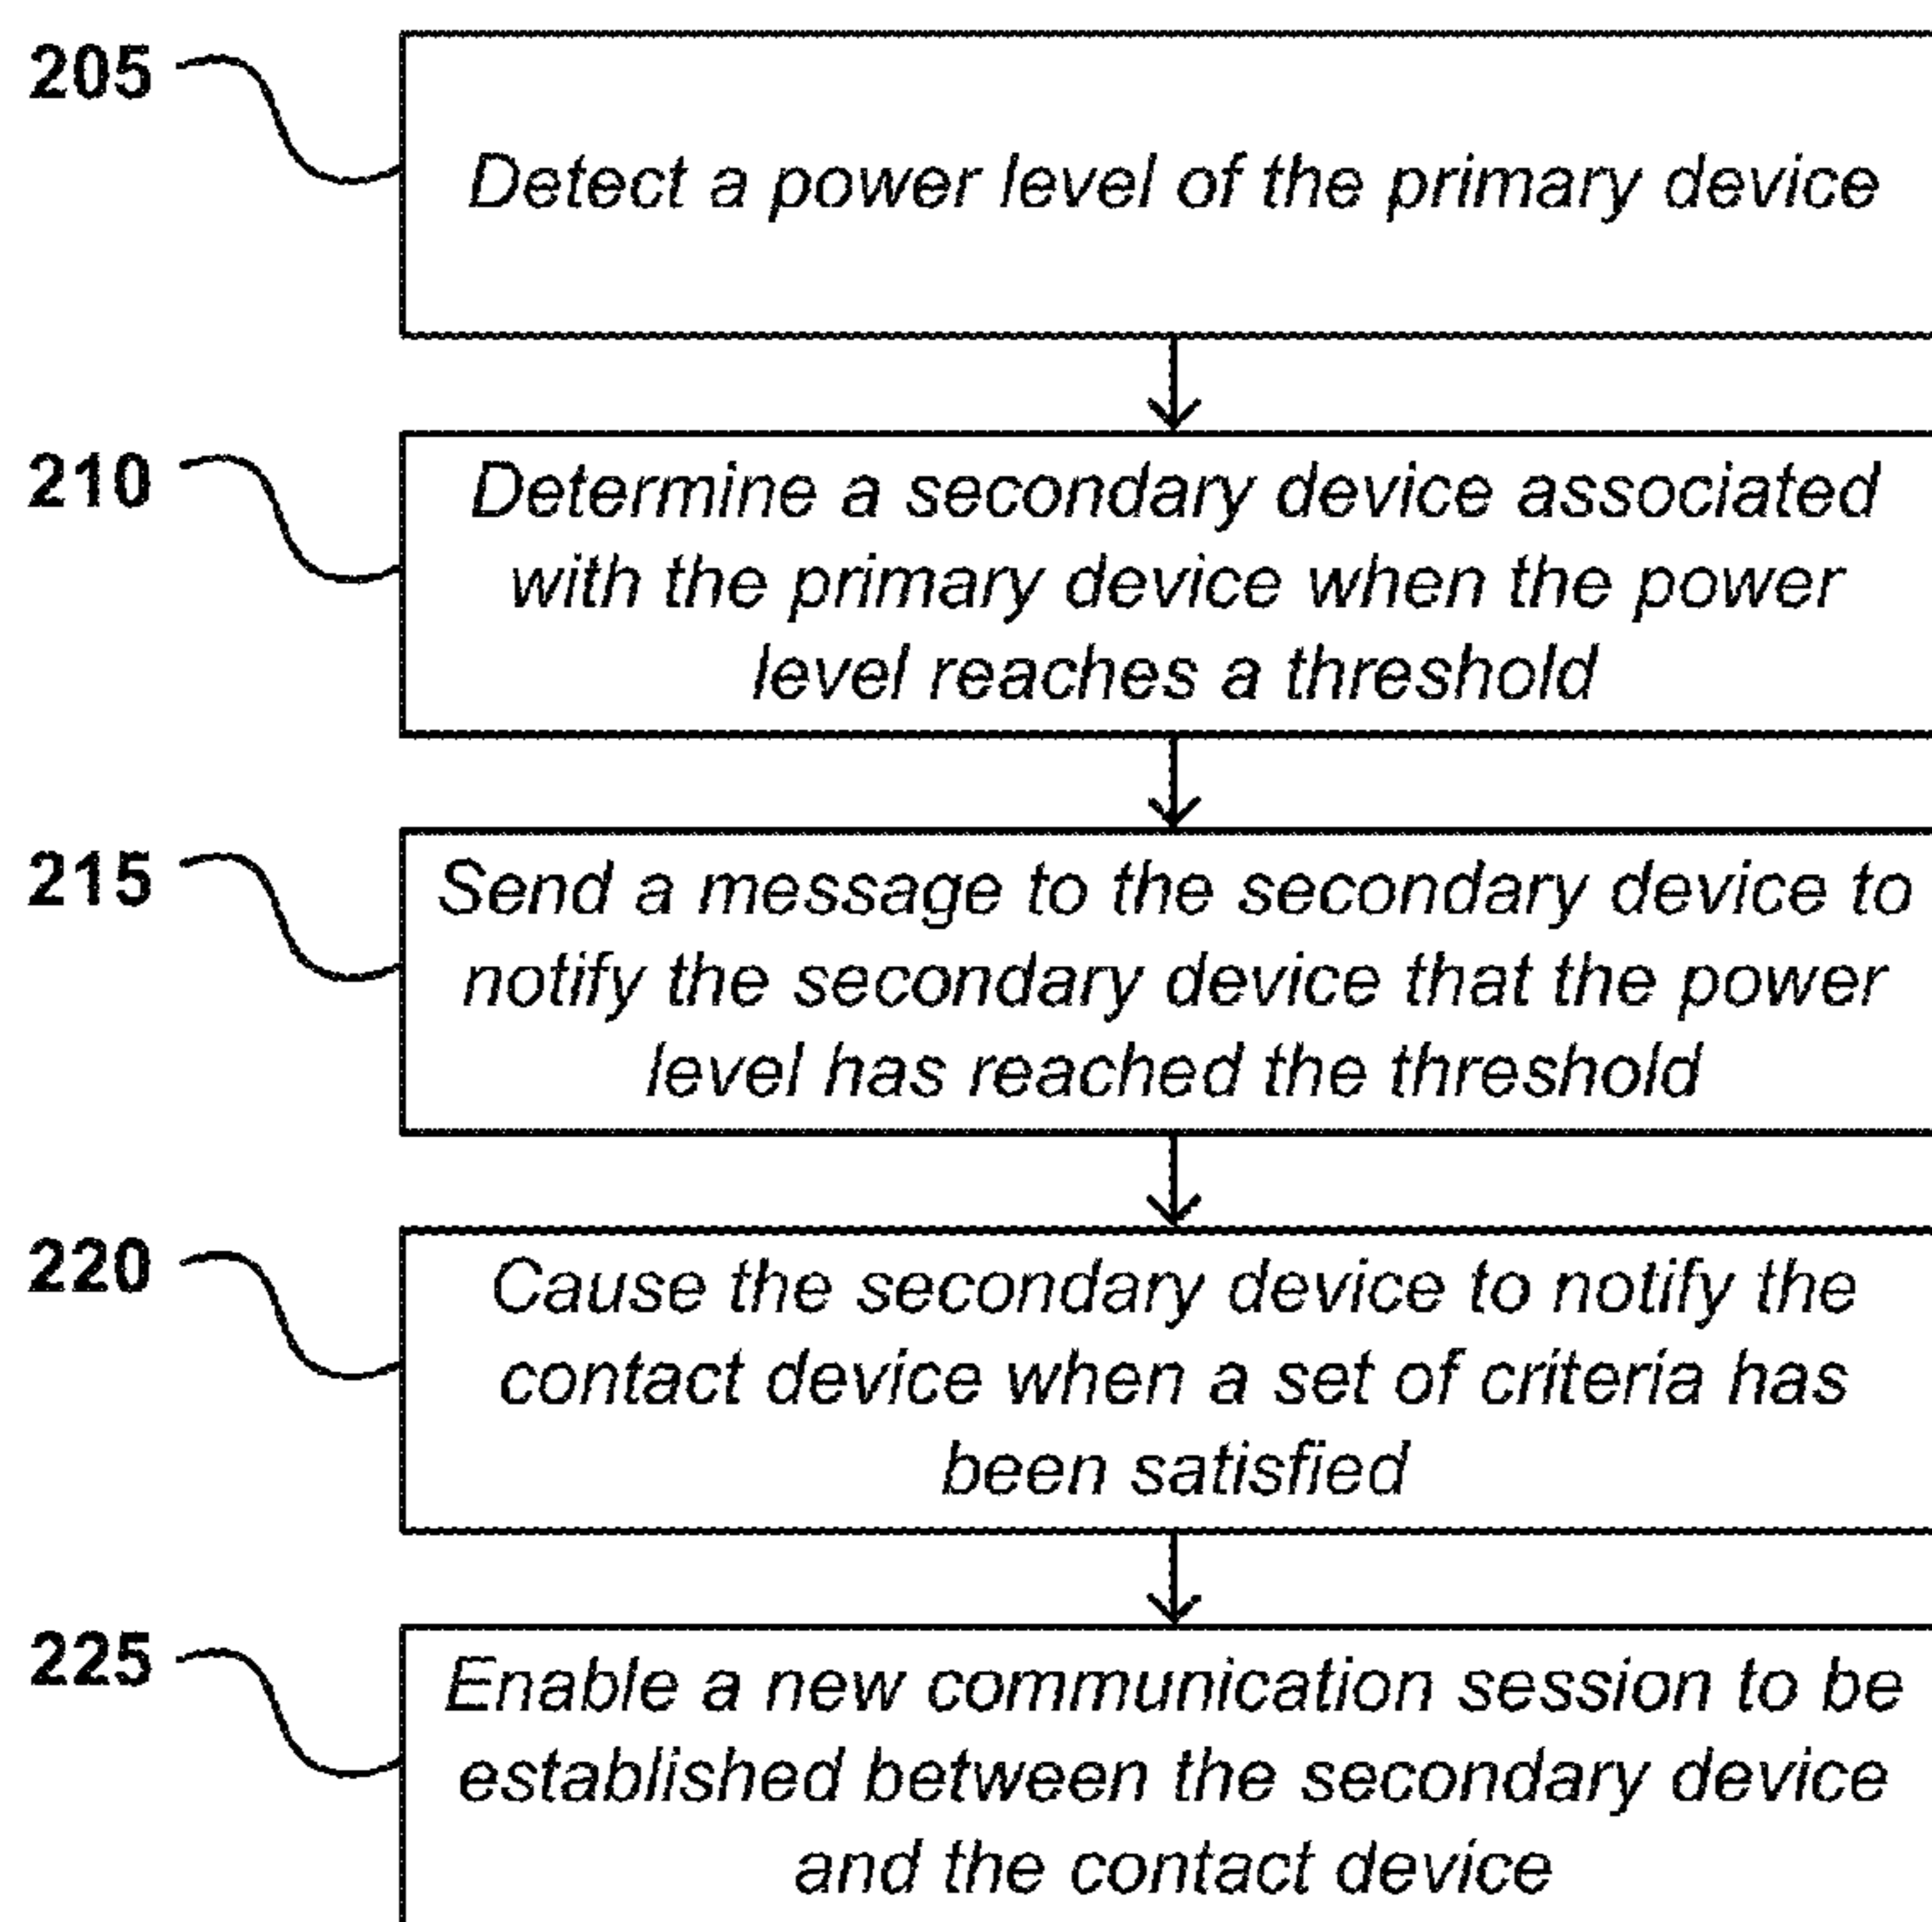 205
Detect a power level of the primary device
210
Determine a secondary device associated
with the primary device when the power
level reaches a threshold
215
Send a message to the secondary device to
notify the secondary device that the power
level has reached the threshold
220
Cause the secondary device to notify the
contact device when a set of criteria has
been satisfied
225
Enable a new communication session to be
established between the secondary device
and the contact device